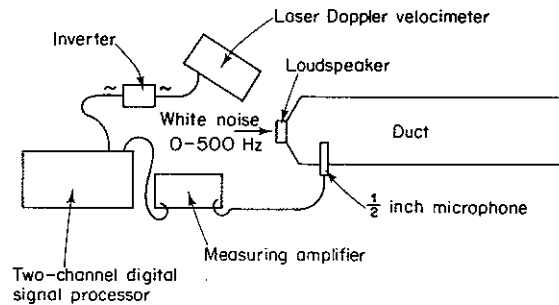 Laser Doppler velocimeter
Inverter
Loudspeaker
~ ~
White noise
0-500 Hz
Duct
½ inch microphone
Measuring amplifier
Two-channel digital
signal processor